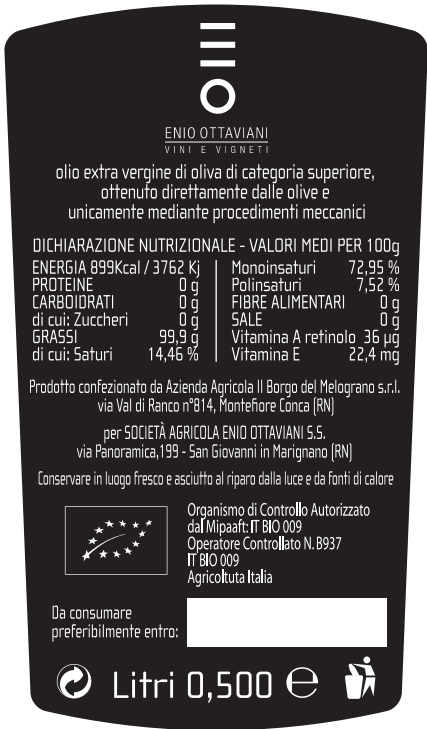 ENIO OTTAVIANI
VINI E VIGNETI
olio extra vergine di oliva di categoria superiore,
ottenuto direttamente dalle olive e
unicamente mediante procedimenti meccanici
DICHIARAZIONE NUTRIZIONALE - VALORI MEDI PER 100g
ENERGIA 899Kcal / 3762 Kj
PROTEINE 0 g
CARBOIDRATI 0 g
di cui: Zuccheri 0 g
GRASSI 99,9 g
di cui: Saturi 14,46 %
Monoinsaturi 72,95 %
Polinsaturi 7,52 %
FIBRE ALIMENTARI 0 g
SALE 0 g
Vitamina A retinolo 36 µg
Vitamina E 22,4 mg
Prodotto confezionato da Azienda Agricola Il Borgo del Melograno s.r.l.
via Val di Ranco n°814, Montefiore Conca (RN)
per SOCIETÀ AGRICOLA ENIO OTTAVIANI S.S.
via Panoramica,199 - San Giovanni in Marignano (RN)
Conservare in luogo fresco e asciutto al riparo dalla luce e da fonti di calore
Organismo di Controllo Autorizzato
dal Mipaaft: IT BIO 009
Operatore Controllato N. B937
IT BIO 009
Agricoltuta Italia
Da consumare
preferibilmente entro:
Litri 0,500 ℮